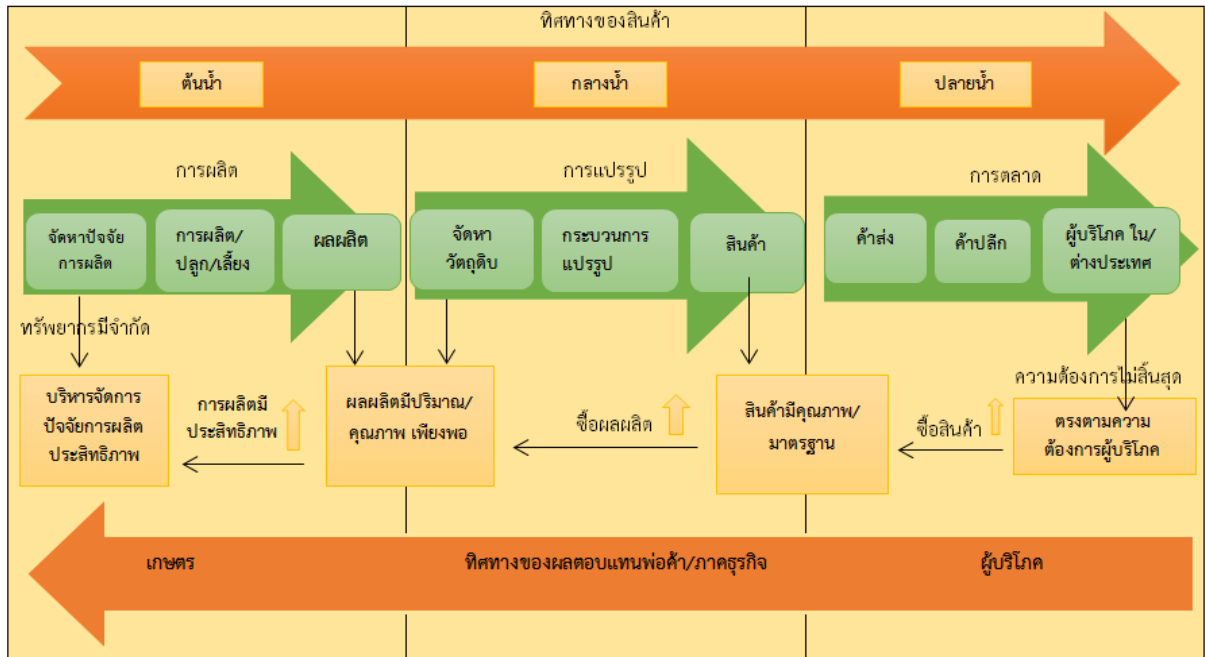 ทิศทางของสินค้า
ต้นน้ำ
กลางน้ำ
ปลายน้ำ
การผลิต
การแปรรูป
การตลาด
จัดหาปัจจัย
การผลิต
การผลิต/
ปลูก/เลี้ยง
ผลผลิต
จัดหา
วัตถุดิบ
กระบวนการ
แปรรูป
สินค้า
ค้าส่ง
ค้าปลีก
ผู้บริโภค ใน/
ต่างประเทศ
ทรัพยากรมีจำกัด
ความต้องการไม่สิ้นสุด
บริหารจัดการ
ปัจจัยการผลิต
ประสิทธิภาพ
การผลิตมี
ประสิทธิภาพ
ผลผลิตมีปริมาณ/
คุณภาพ เพียงพอ
ซื้อผลผลิต
สินค้ามีคุณภาพ/
มาตรฐาน
ซื้อสินค้า
ตรงตามความ
ต้องการผู้บริโภค
เกษตร
ทิศทางของผลตอบแทนพ่อค้า/ภาคธุรกิจ
ผู้บริโภค